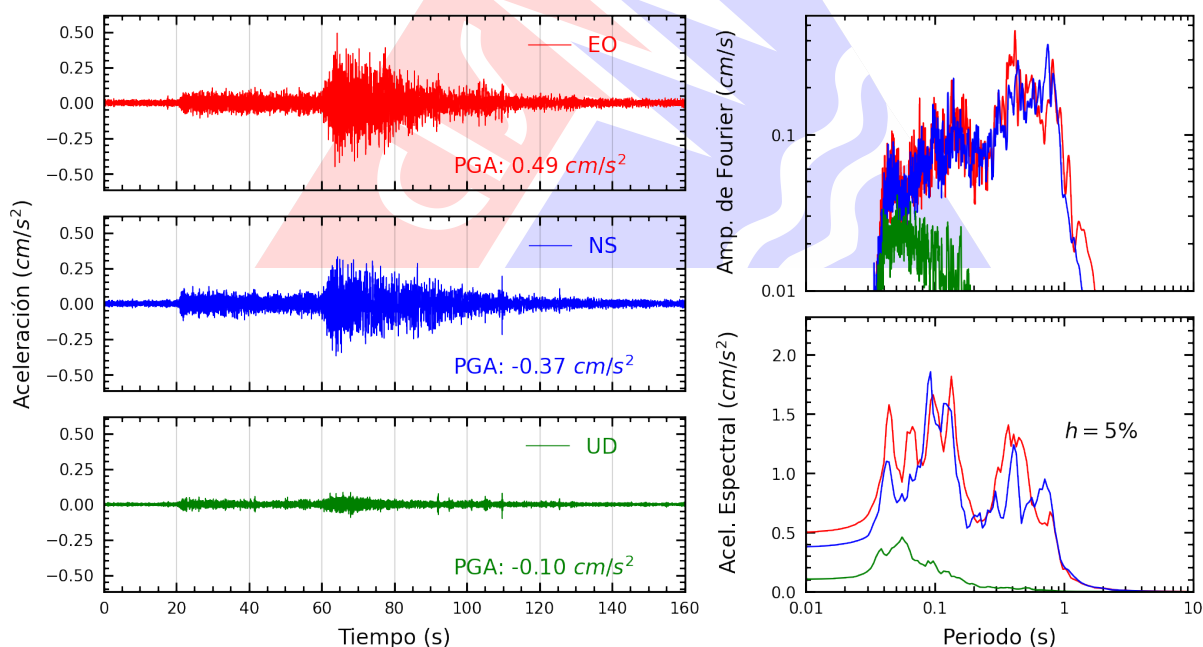 Aceleración (cm/s²)
0.50
0.25
0.00
−0.25
−0.50
EO
PGA: 0.49 cm/s²
0.50
0.25
0.00
−0.25
−0.50
NS
PGA: -0.37 cm/s²
0.50
0.25
0.00
−0.25
−0.50
UD
PGA: -0.10 cm/s²
0 20 40 60 80 100 120 140 160
Tiempo (s)
Amp. de Fourier (cm/s)
0.1
0.01
Acel. Espectral (cm/s²)
2.0
1.5
1.0
0.5
0.0
h = 5%
0.01 0.1 1 10
Periodo (s)